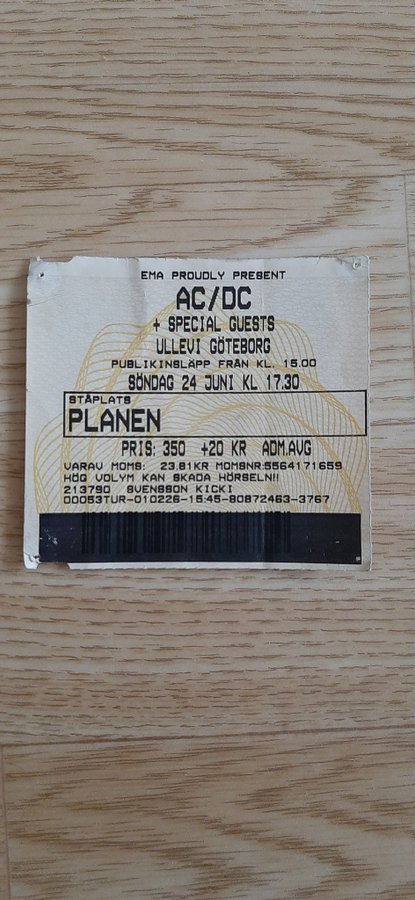 EMA PROUDLY PRESENT
AC/DC
+ SPECIAL GUESTS
ULLEVI GÖTEBORG
PUBLIKINSLÄPP FRÅN KL. 15.00
SÖNDAG 24 JUNI KL 17.30
STÅPLATS
PLANEN
PRIS: 350 +20 KR ADM.AVG
VARAV MOMS: 23.81KR MOMSNR:5564171659
HÖG VOLYM KAN SKADA HÖRSELN!!
213790 SVENSSON KICKI
00053TUR-010226-15:45-80872463-3767